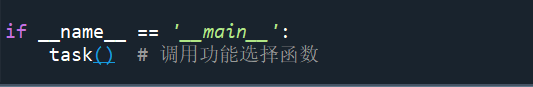 if __name__ == '__main__':
    task()  # 调用功能选择函数